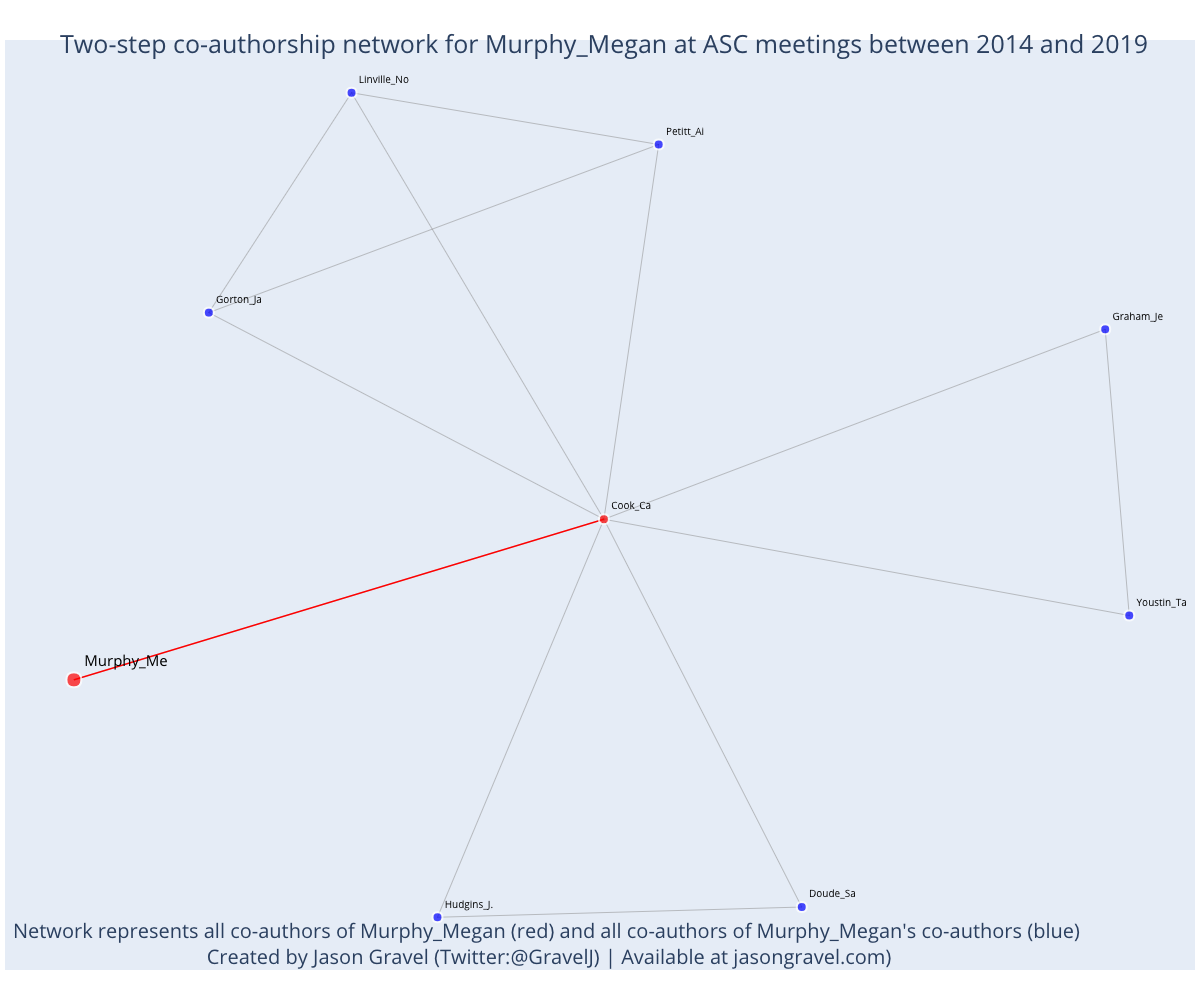 Two-step co-authorship network for Murphy_Megan at ASC meetings between 2014 and 2019
Linville_No
Petitt_Ai
Gorton_Ja
Graham_Je
Cook_Ca
Youstin_Ta
Murphy_Me
Doude_Sa
Hudgins_J.
Network represents all co-authors of Murphy_Megan (red) and all co-authors of Murphy_Megan's co-authors (blue)
Created by Jason Gravel (Twitter:@GravelJ) | Available at jasongravel.com)